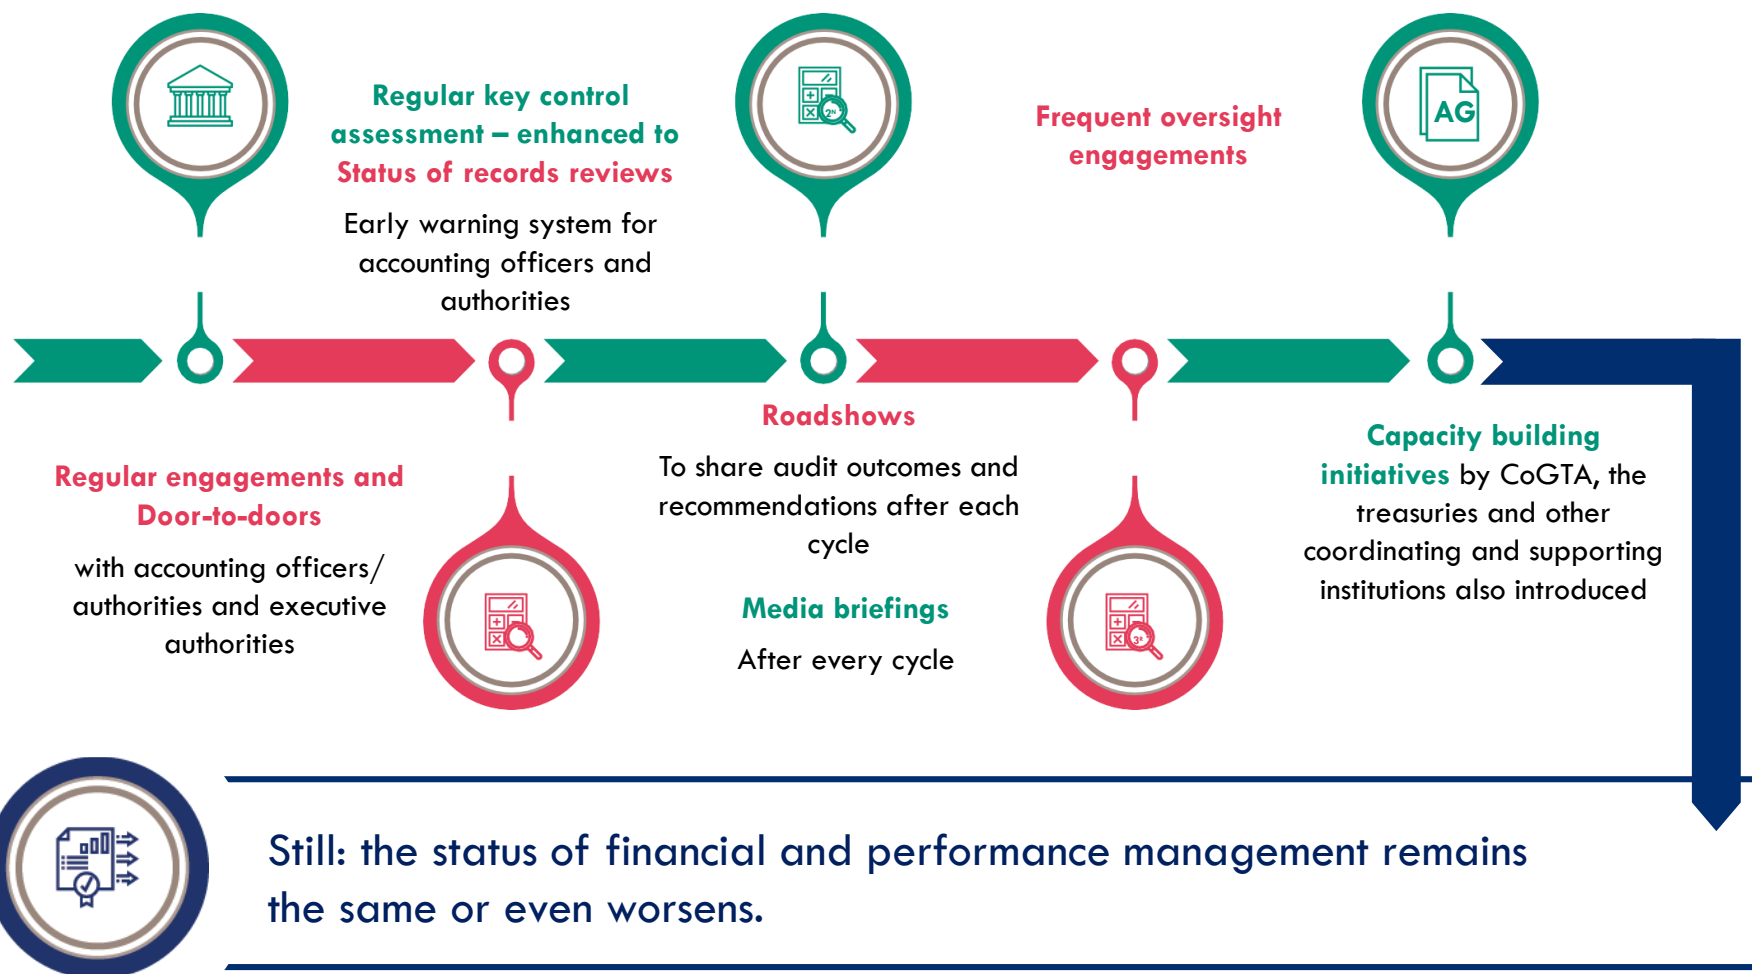 Regular engagements and
Door-to-doors
with accounting officers/
authorities and executive
authorities
Regular key control
assessment – enhanced to
Status of records reviews
Early warning system for
accounting officers and
authorities
Roadshows
To share audit outcomes and
recommendations after each
cycle
Media briefings
After every cycle
Frequent oversight
engagements
AG
Capacity building
initiatives by CoGTA, the
treasuries and other
coordinating and supporting
institutions also introduced
Still: the status of financial and performance management remains
the same or even worsens.